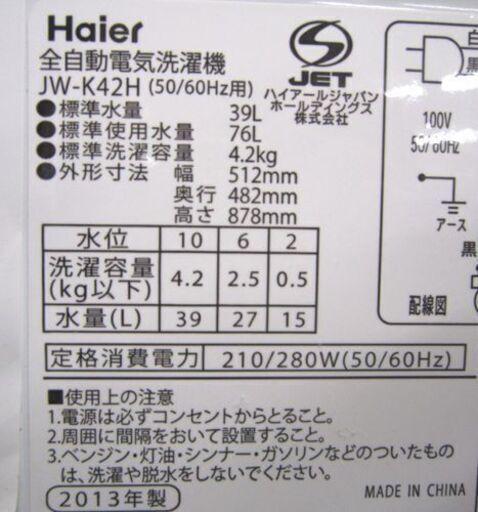 Haier
全自動電気洗濯機
JW-K42H (50/60Hz用)
JET
ハイアールジャパン
ホールディングス
株式会社
●標準水量 39L
●標準使用水量 76L
●標準洗濯容量 4.2kg
●外形寸法 幅 512mm
奥行 482mm
高さ 878mm
水位 10 6 2
洗濯容量(kg以下) 4.2 2.5 0.5
水量(L) 39 27 15
定格消費電力 210/280W(50/60Hz)
■使用上の注意
1.電源は必ずコンセントからとること。
2.周囲に間隔をおいて設置すること。
3.ベンジン・灯油・シンナー・ガソリンなどのついたもの
は、洗濯や脱水をしないでください。
2013年製
MADE IN CHINA
黒
100V
50/60Hz
アース
黒
配線図